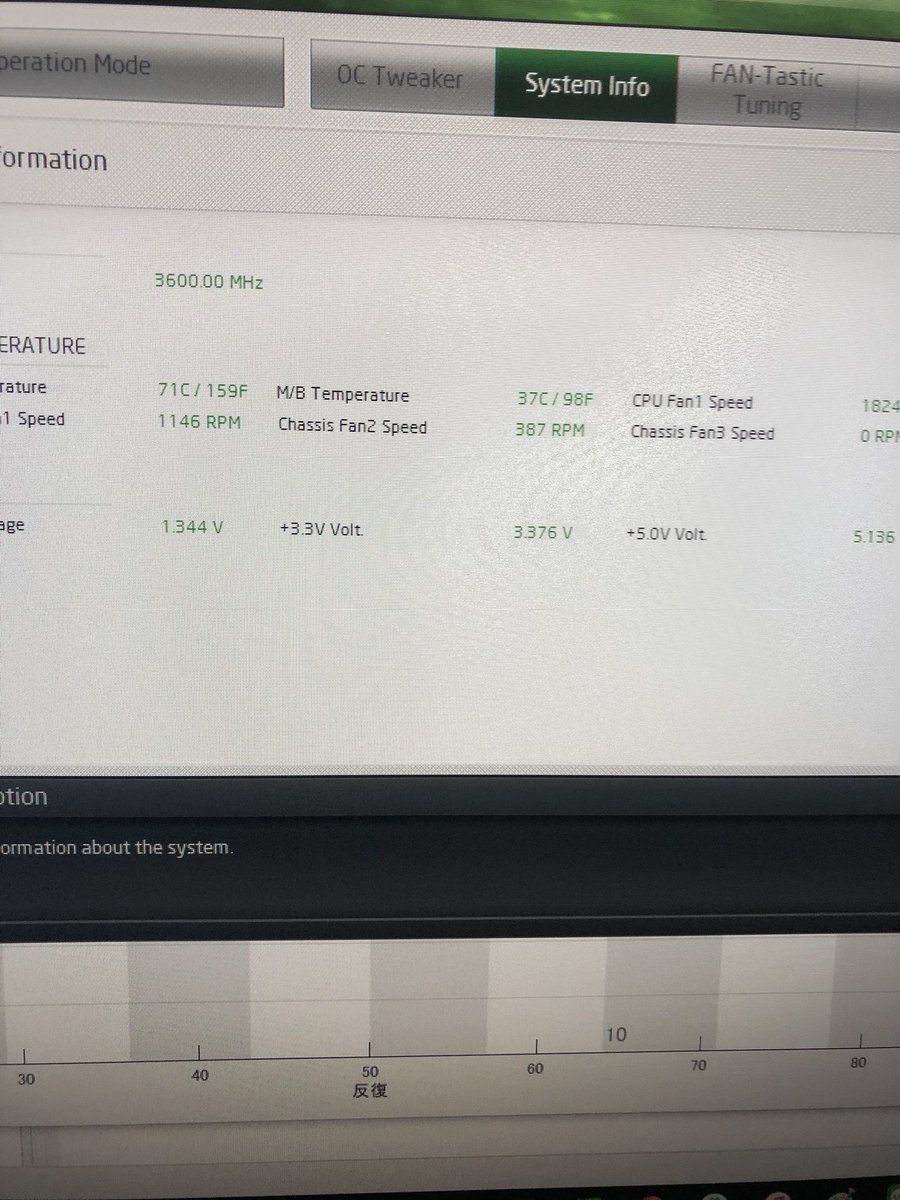 peration Mode
OC Tweaker
System Info
FAN-Tastic
Tuning
formation
3600.00 MHz
ERATURE
rature 71C / 159F M/B Temperature 37C / 98F CPU Fan1 Speed 1824
1 Speed 1146 RPM Chassis Fan2 Speed 387 RPM Chassis Fan3 Speed 0 RPM
age 1.344 V +3.3V Volt. 3.376 V +5.0V Volt. 5.136
ption
ormation about the system.
10
30 40 50 60 70 80
反復